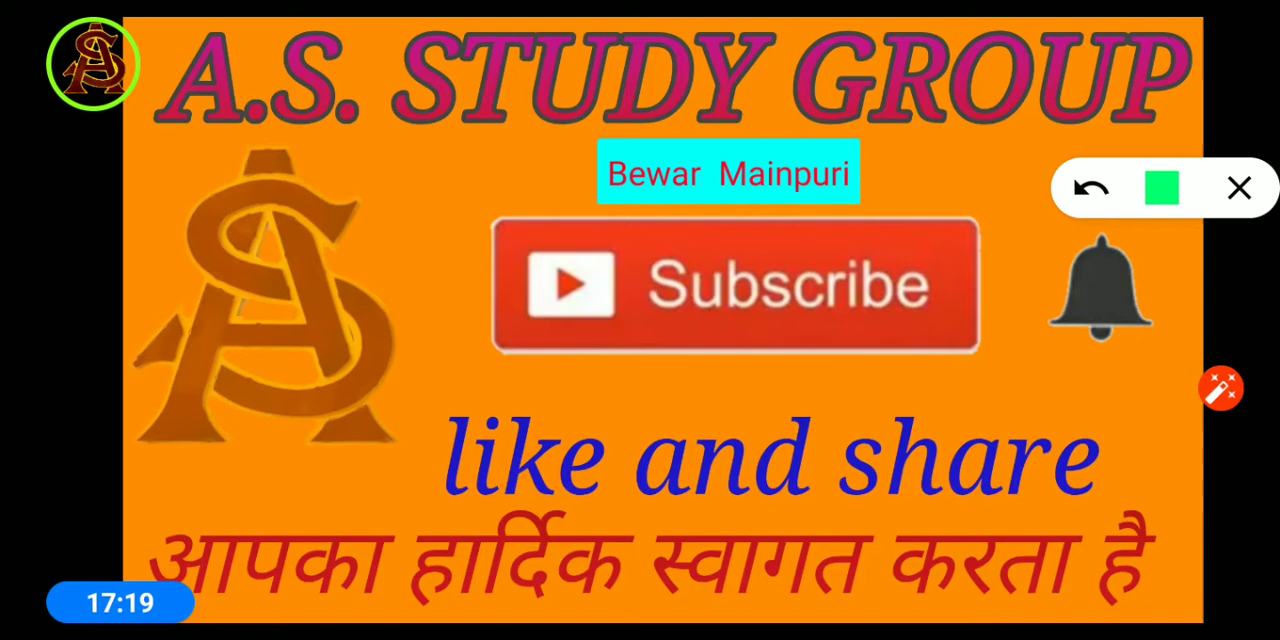 A.S. STUDY GROUP
Bewar Mainpuri
Subscribe
like and share
आपका हार्दिक स्वागत करता है
17:19